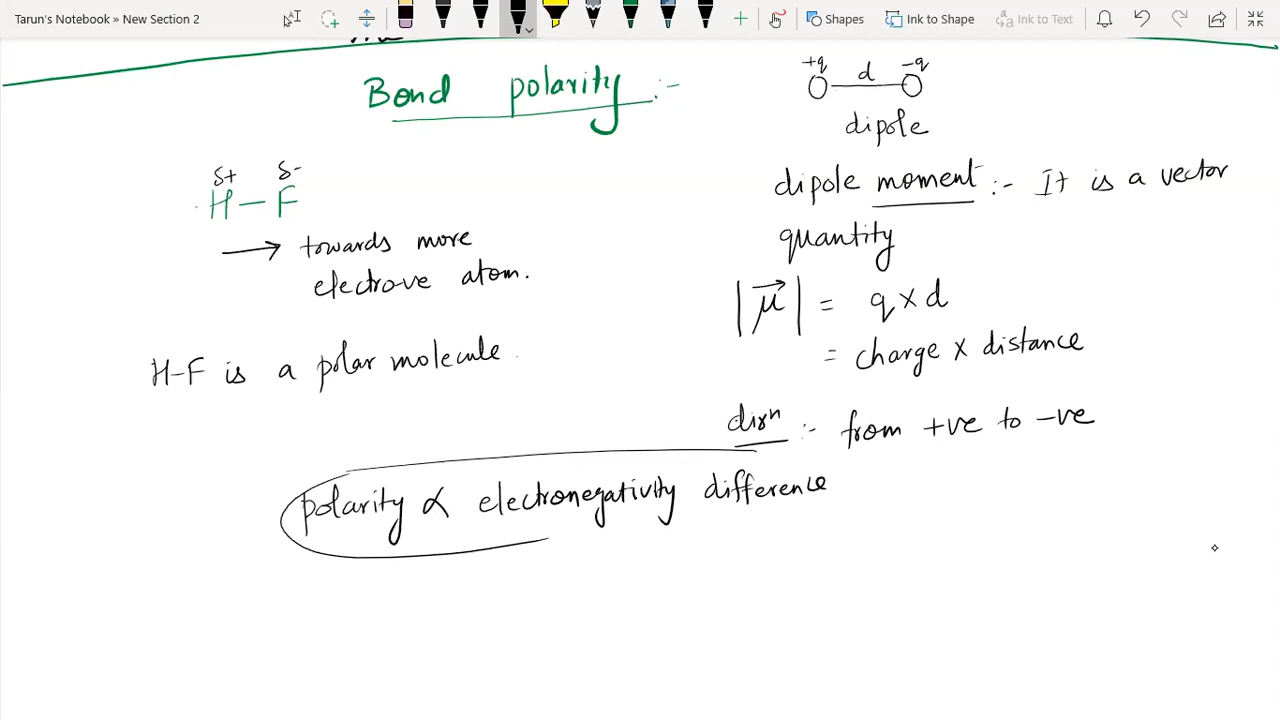 Tarun's Notebook » New Section 2
Shapes
Ink to Shape
Ink to Text
Bond polarity :-
+q d -q
dipole
δ+ δ-
H-F
→ towards more
electrove atom.
H-F is a polar molecule.
dipole moment :- It is a vector
quantity
|μ⃗| = q x d
= charge x distance
dirⁿ :- from +ve to -ve
polarity ∝ electronegativity difference